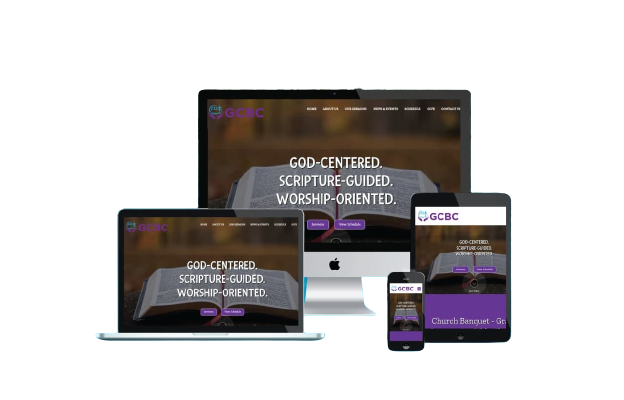 GCBC
HOME ABOUT US OUR SERMONS NEWS & EVENTS SCHEDULE GIVE CONTACT US
GOD-CENTERED.
SCRIPTURE-GUIDED.
WORSHIP-ORIENTED.
Sermons View Schedule
GCBC
HOME ABOUT US OUR SERMONS NEWS & EVENTS SCHEDULE GIVE
GOD-CENTERED.
SCRIPTURE-GUIDED.
WORSHIP-ORIENTED.
Sermons View Schedule
GCBC
GOD-CENTERED.
SCRIPTURE-GUIDED.
WORSHIP-ORIENTED.
Sermons View Schedule
Church Banquet - Gr
GCBC
GOD-CENTERED.
SCRIPTURE-GUIDED.
WORSHIP-ORIENTED.